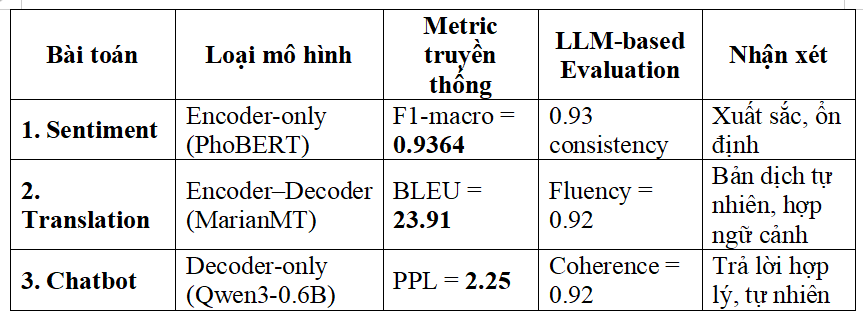 Bài toán
Loại mô hình
Metric
truyền
thống
LLM-based
Evaluation
Nhận xét
1. Sentiment
Encoder-only
(PhoBERT)
F1-macro =
0.9364
0.93
consistency
Xuất sắc, ổn
định
2.
Translation
Encoder–Decoder
(MarianMT)
BLEU =
23.91
Fluency =
0.92
Bản dịch tự
nhiên, hợp
ngữ cảnh
3. Chatbot
Decoder-only
(Qwen3-0.6B)
PPL = 2.25
Coherence =
0.92
Trả lời hợp
lý, tự nhiên